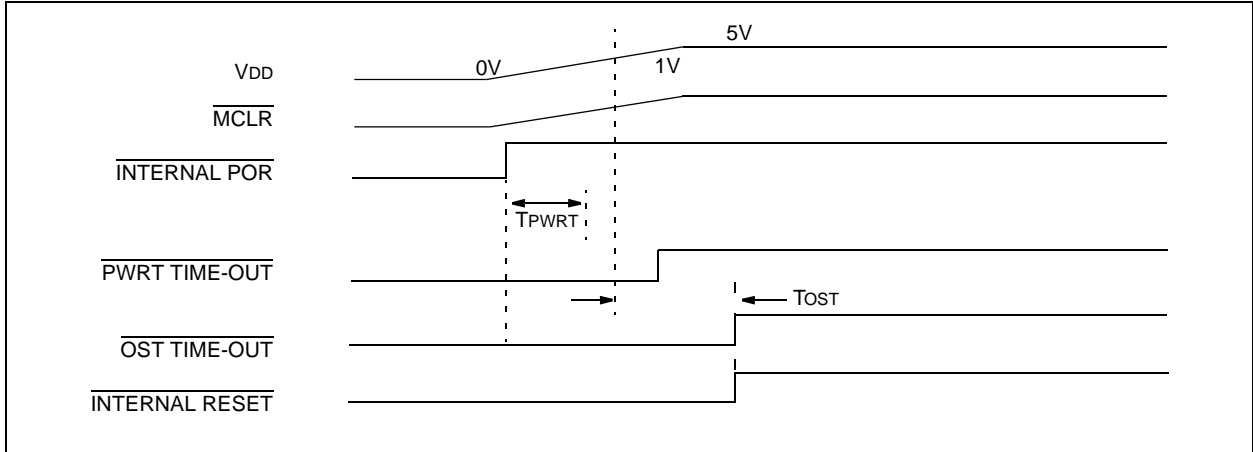 5V
VDD 0V 1V
MCLR
INTERNAL POR
TPWRT
PWRT TIME-OUT
TOST
OST TIME-OUT
INTERNAL RESET